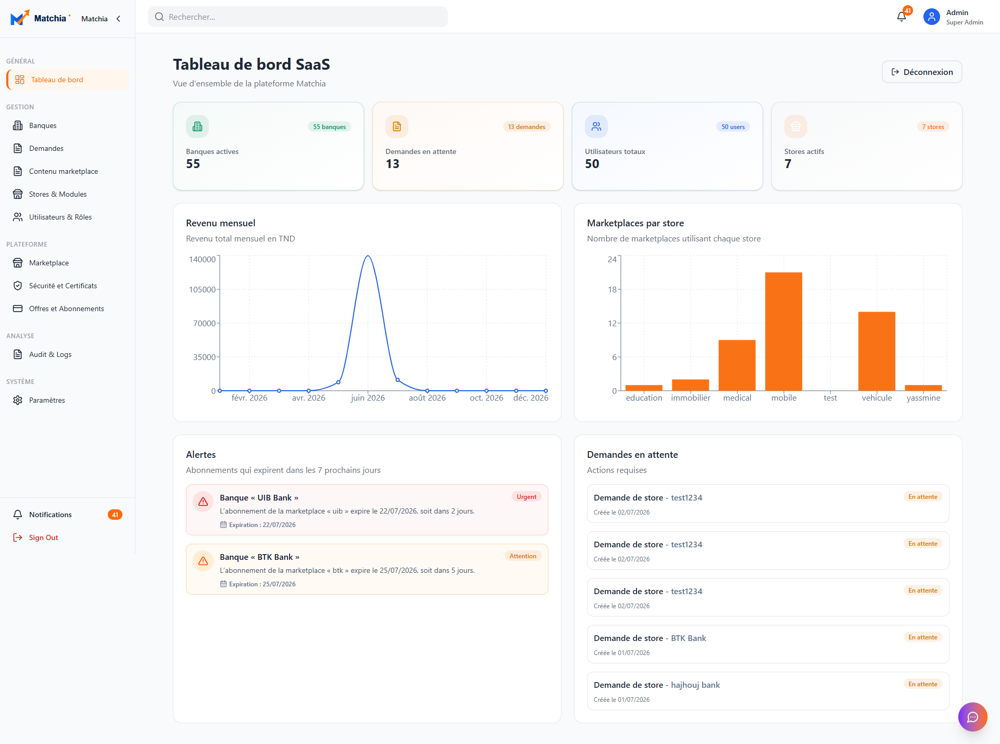 Matchia
Matchia
Rechercher...
41
Admin
Super Admin
GÉNÉRAL
Tableau de bord
GESTION
Banques
Demandes
Contenu marketplace
Stores & Modules
Utilisateurs & Rôles
PLATEFORME
Marketplace
Sécurité et Certificats
Offres et Abonnements
ANALYSE
Audit & Logs
SYSTÈME
Paramètres
Notifications
41
Sign Out
Tableau de bord SaaS
Vue d'ensemble de la plateforme Matchia
Déconnexion
55 banques
Banques actives
55
13 demandes
Demandes en attente
13
50 users
Utilisateurs totaux
50
7 stores
Stores actifs
7
Revenu mensuel
Revenu total mensuel en TND
140000
105000
70000
35000
0
févr. 2026 avr. 2026 juin 2026 août 2026 oct. 2026 déc. 2026
Marketplaces par store
Nombre de marketplaces utilisant chaque store
24
18
12
6
0
education immobilier medical mobile test vehicule yassmine
Alertes
Abonnements qui expirent dans les 7 prochains jours
Banque « UIB Bank »
Urgent
L'abonnement de la marketplace « uib » expire le 22/07/2026, soit dans 2 jours.
Expiration : 22/07/2026
Banque « BTK Bank »
Attention
L'abonnement de la marketplace « btk » expire le 25/07/2026, soit dans 5 jours.
Expiration : 25/07/2026
Demandes en attente
Actions requises
Demande de store - test1234
En attente
Créée le 02/07/2026
Demande de store - test1234
En attente
Créée le 02/07/2026
Demande de store - test1234
En attente
Créée le 02/07/2026
Demande de store - BTK Bank
En attente
Créée le 01/07/2026
Demande de store - hajhouj bank
En attente
Créée le 01/07/2026